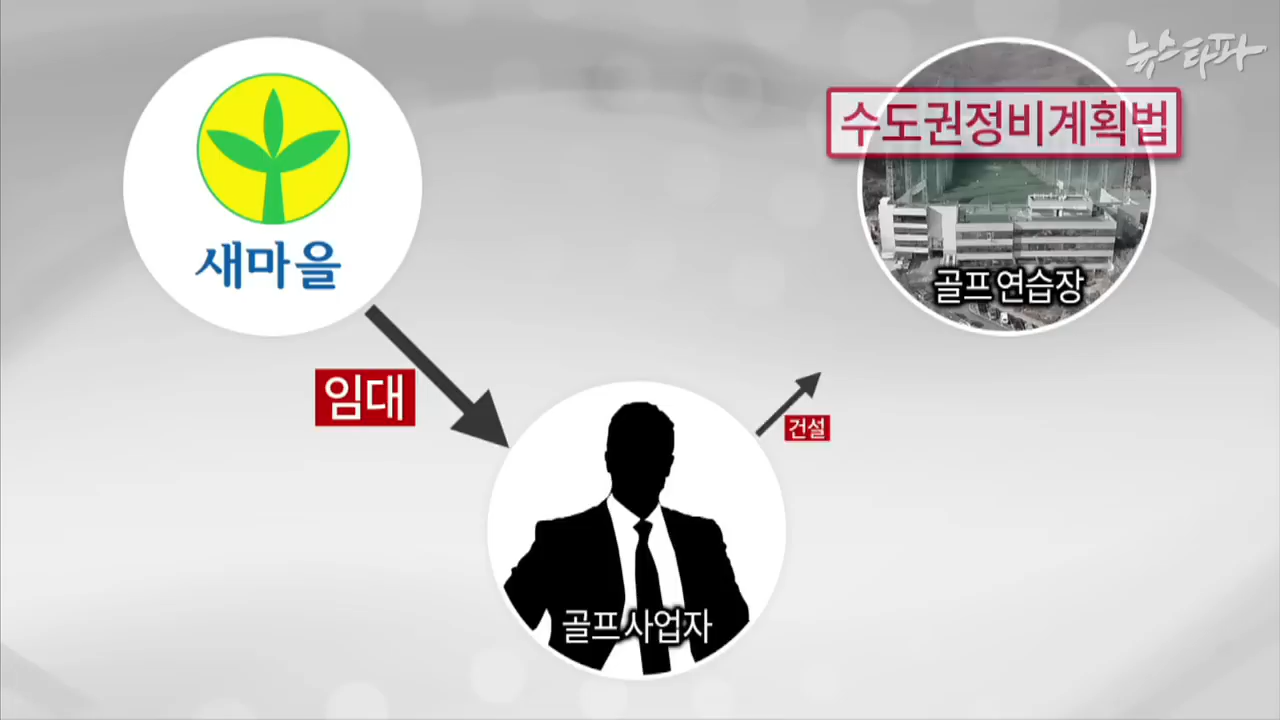 뉴스타파
수도권정비계획법
새마을
골프 연습장
임대
건설
골프 사업자